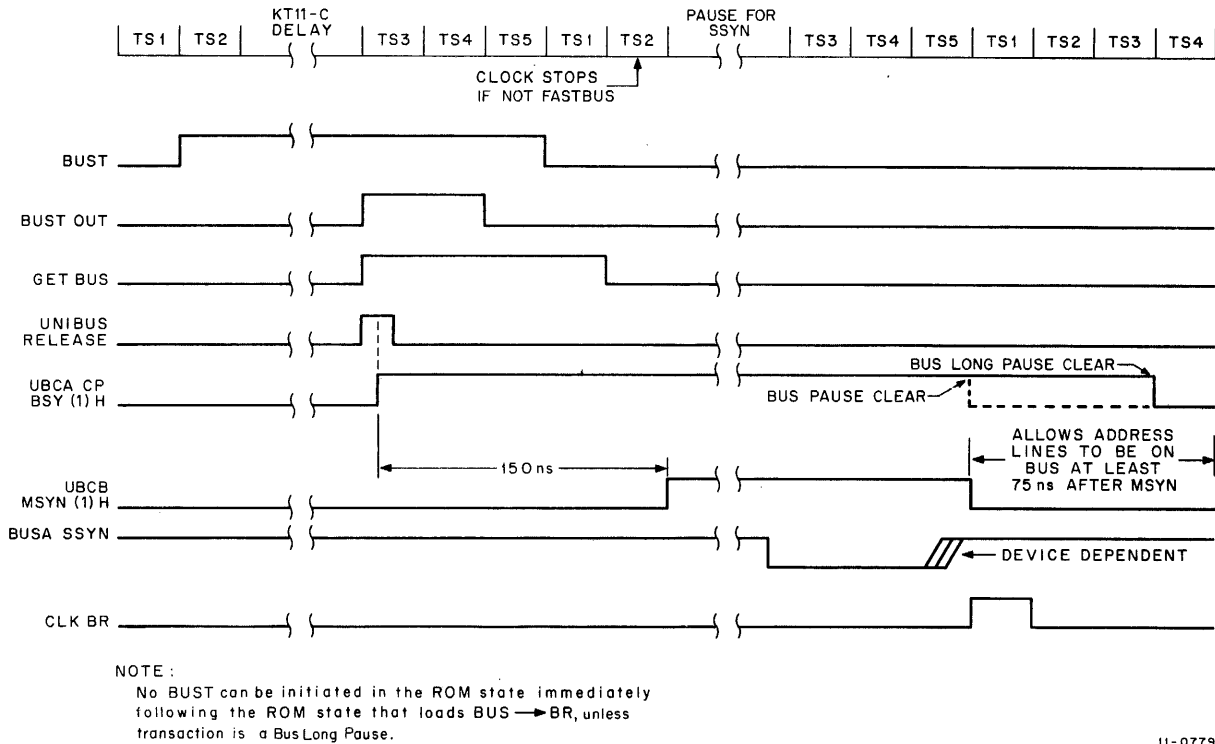 KT11-C
DELAY
PAUSE FOR
SSYN
TS1 TS2 TS3 TS4 TS5 TS1 TS2 TS3 TS4 TS5 TS1 TS2 TS3 TS4
CLOCK STOPS
IF NOT FASTBUS
BUST
BUST OUT
GET BUS
UNIBUS
RELEASE
BUS LONG PAUSE CLEAR
UBCA CP
BSY (1) H
BUS PAUSE CLEAR
ALLOWS ADDRESS
LINES TO BE ON
BUS AT LEAST
75 ns AFTER MSYN
150 ns
UBCB
MSYN (1) H
BUSA SSYN
DEVICE DEPENDENT
CLK BR
NOTE :
No BUST can be initiated in the ROM state immediately
following the ROM state that loads BUS → BR, unless
transaction is a Bus Long Pause.
11-0779